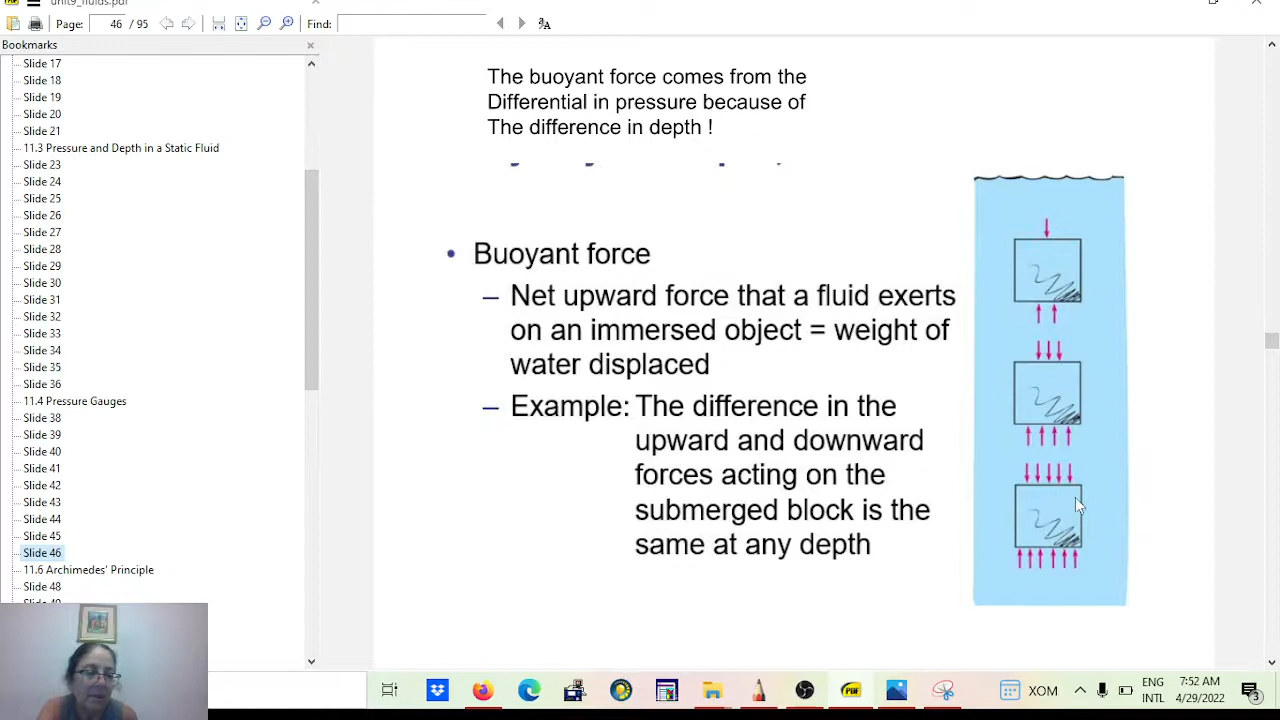 unit9_fluids.pdf
Page: 46 / 95 Find:
Bookmarks
Slide 17
Slide 18
Slide 19
Slide 20
Slide 21
11.3 Pressure and Depth in a Static Fluid
Slide 23
Slide 24
Slide 25
Slide 26
Slide 27
Slide 28
Slide 29
Slide 30
Slide 31
Slide 32
Slide 33
Slide 34
Slide 35
Slide 36
11.4 Pressure Gauges
Slide 38
Slide 39
Slide 40
Slide 41
Slide 42
Slide 43
Slide 44
Slide 45
Slide 46
11.6 Archimedes' Principle
Slide 48
The buoyant force comes from the
Differential in pressure because of
The difference in depth !
• Buoyant force
– Net upward force that a fluid exerts
on an immersed object = weight of
water displaced
– Example: The difference in the
upward and downward
forces acting on the
submerged block is the
same at any depth
PDF
XOM
ENG
INTL
7:52 AM
4/29/2022
3